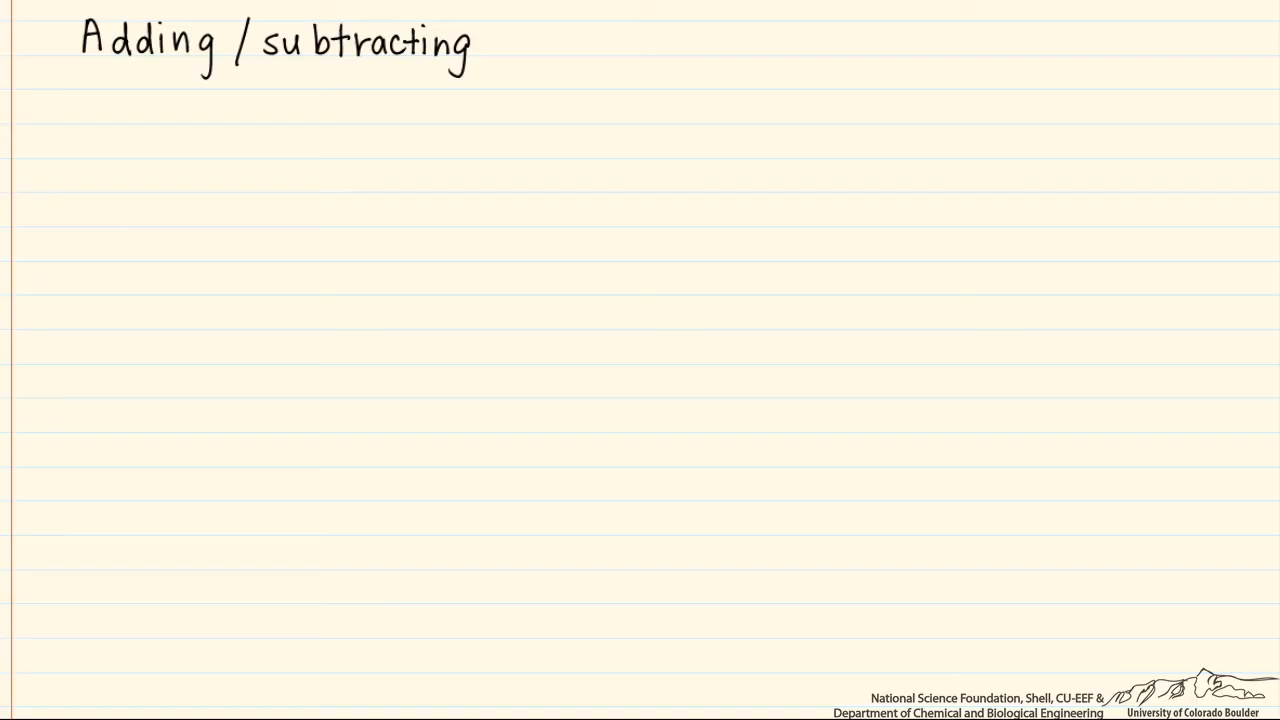 Adding / subtracting
National Science Foundation, Shell, CU-EEF &
Department of Chemical and Biological Engineering
University of Colorado Boulder